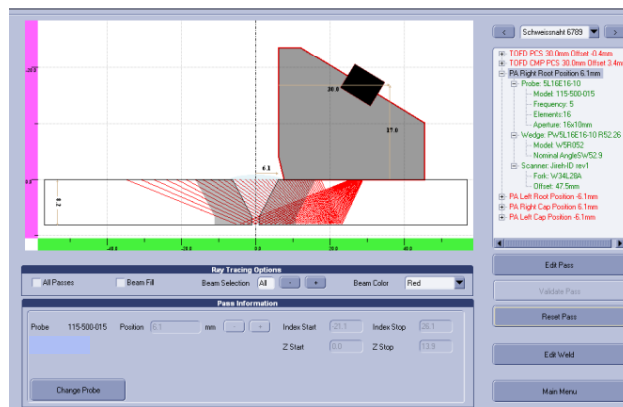 Schweissnaht 6789
TOFD PCS 30.0mm Offset -0.4mm
TOFD CMP PCS 30.0mm Offset 3.4mm
PA Right Root Position 6.1mm
Probe: 5L16E16-10
Model: 115-500-015
Frequency: 5
Elements:16
Aperture: 16x10mm
Wedge: PW5L16E16-10 R52.26
Model: W5R052
Nominal AngleSW52.9
Scanner: Jireh-ID rev1
Fork: W34L28A
Offset: 47.5mm
PA Left Root Position -6.1mm
PA Right Cap Position 6.1mm
PA Left Cap Position -6.1mm
20.0
17.0
6.1
0.0
8.2
-40.0
-20.0
0.0
20.0
40.0
Ray Tracing Options
All Passes Beam Fill Beam Selection All - + Beam Color Red
Pass Information
Probe 115-500-015 Position 6.1 mm - + Index Start -21.1 Index Stop 26.1
Z Start 0.0 Z Stop 13.9
Change Probe
Edit Pass
Validate Pass
Reset Pass
Edit Weld
Main Menu